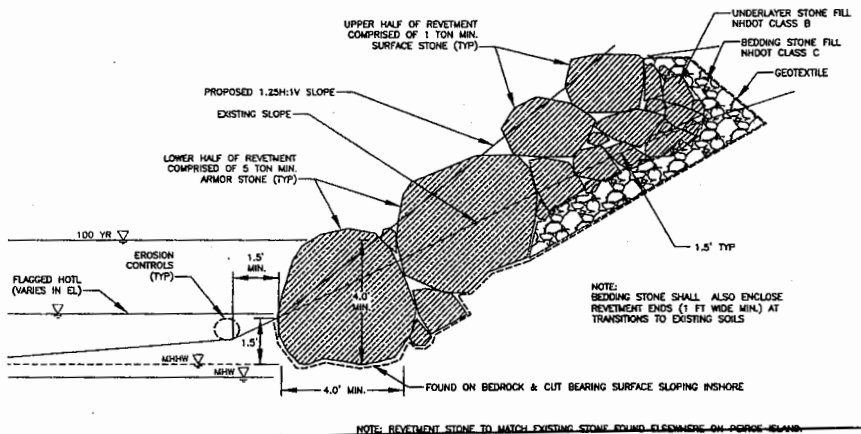 UPPER HALF OF REVETMENT
COMPRISED OF 1 TON MIN.
SURFACE STONE (TYP)
UNDERLAYER STONE FILL
NHDOT CLASS B
BEDDING STONE FILL
NHDOT CLASS C
GEOTEXTILE
PROPOSED 1.25H:1V SLOPE
EXISTING SLOPE
LOWER HALF OF REVETMENT
COMPRISED OF 5 TON MIN.
ARMOR STONE (TYP)
100 YR
EROSION
CONTROLS
(TYP)
1.5'
MIN.
FLAGGED HOTL
(VARIES IN EL)
4.0'
MIN.
1.5'
1.5' TYP
NOTE:
BEDDING STONE SHALL ALSO ENCLOSE
REVETMENT ENDS (1 FT WIDE MIN.) AT
TRANSITIONS TO EXISTING SOILS
MHHW
MHW
4.0' MIN.
FOUND ON BEDROCK & CUT BEARING SURFACE SLOPING INSHORE
NOTE: REVETMENT STONE TO MATCH EXISTING STONE FOUND ELSEWHERE ON PEIRCE ISLAND.